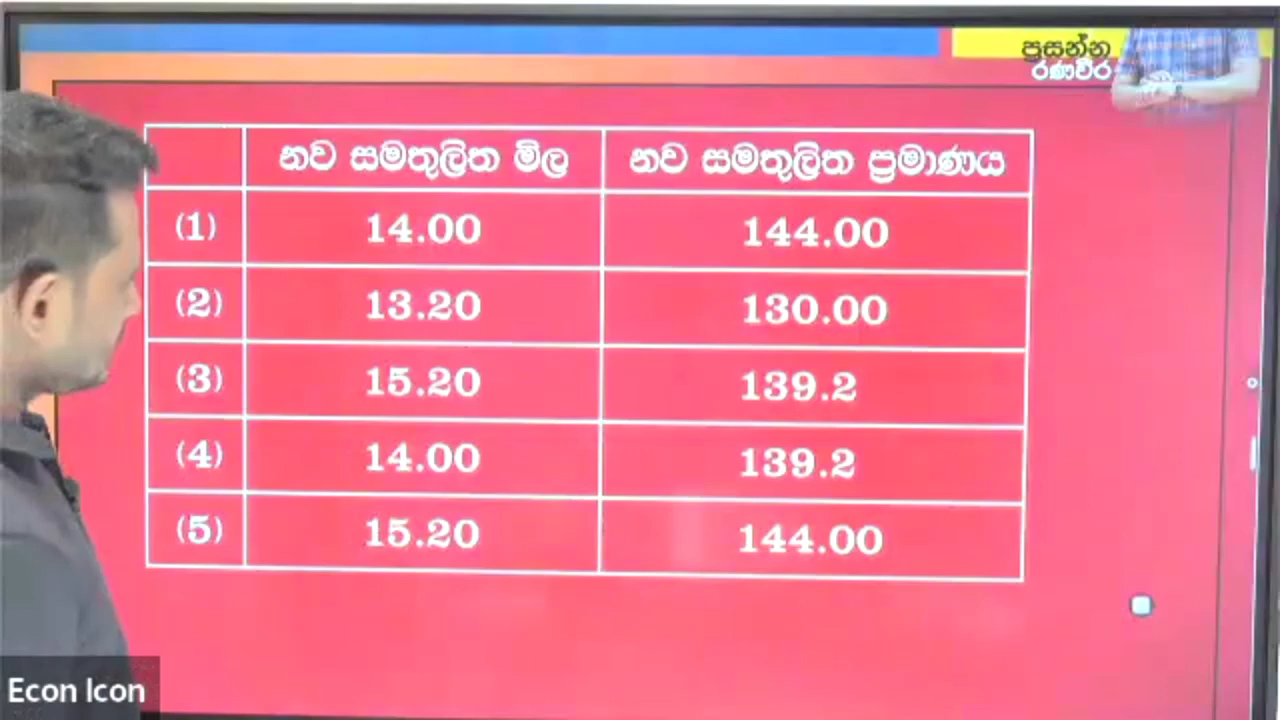 ප්‍රසන්න
රණවීර
නව සමතුලිත මිල නව සමතුලිත ප්‍රමාණය
(1) 14.00 144.00
(2) 13.20 130.00
(3) 15.20 139.2
(4) 14.00 139.2
(5) 15.20 144.00
Econ Icon